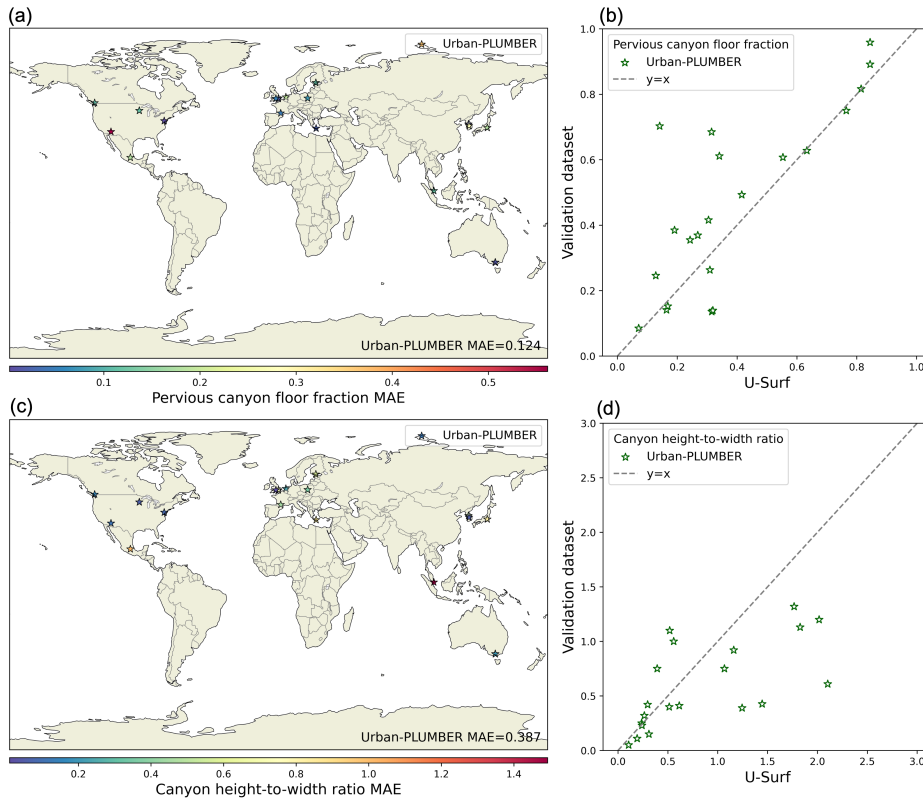 (a)
Urban-PLUMBER
Urban-PLUMBER MAE=0.124
0.1 0.2 0.3 0.4 0.5
Pervious canyon floor fraction MAE
(b)
Pervious canyon floor fraction
Urban-PLUMBER
y=x
Validation dataset
1.0
0.8
0.6
0.4
0.2
0.0
0.0 0.2 0.4 0.6 0.8 1.0
U-Surf
(c)
Urban-PLUMBER
Urban-PLUMBER MAE=0.387
0.2 0.4 0.6 0.8 1.0 1.2 1.4
Canyon height-to-width ratio MAE
(d)
Canyon height-to-width ratio
Urban-PLUMBER
y=x
Validation dataset
3.0
2.5
2.0
1.5
1.0
0.5
0.0
0.0 0.5 1.0 1.5 2.0 2.5 3.0
U-Surf